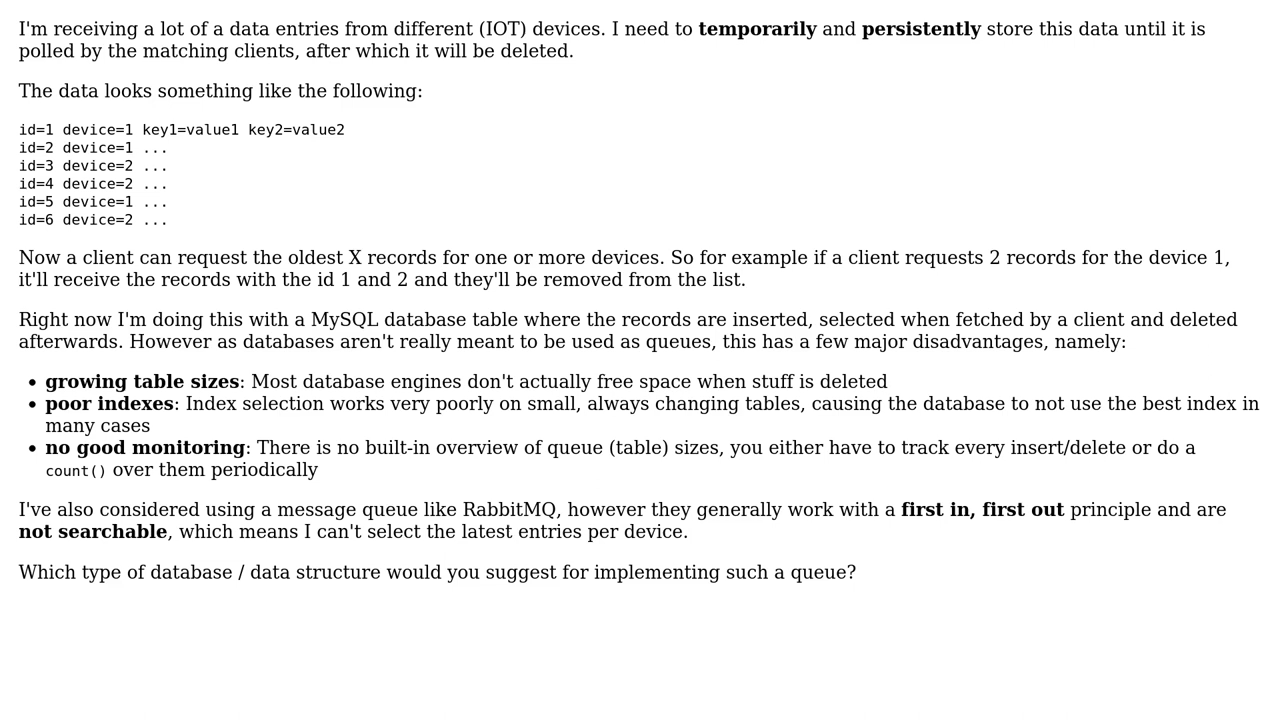 I'm receiving a lot of a data entries from different (IOT) devices. I need to temporarily and persistently store this data until it is
polled by the matching clients, after which it will be deleted.
The data looks something like the following:
id=1 device=1 key1=value1 key2=value2
id=2 device=1 ...
id=3 device=2 ...
id=4 device=2 ...
id=5 device=1 ...
id=6 device=2 ...
Now a client can request the oldest X records for one or more devices. So for example if a client requests 2 records for the device 1,
it'll receive the records with the id 1 and 2 and they'll be removed from the list.
Right now I'm doing this with a MySQL database table where the records are inserted, selected when fetched by a client and deleted
afterwards. However as databases aren't really meant to be used as queues, this has a few major disadvantages, namely:
• growing table sizes: Most database engines don't actually free space when stuff is deleted
• poor indexes: Index selection works very poorly on small, always changing tables, causing the database to not use the best index in
many cases
• no good monitoring: There is no built-in overview of queue (table) sizes, you either have to track every insert/delete or do a
count() over them periodically
I've also considered using a message queue like RabbitMQ, however they generally work with a first in, first out principle and are
not searchable, which means I can't select the latest entries per device.
Which type of database / data structure would you suggest for implementing such a queue?